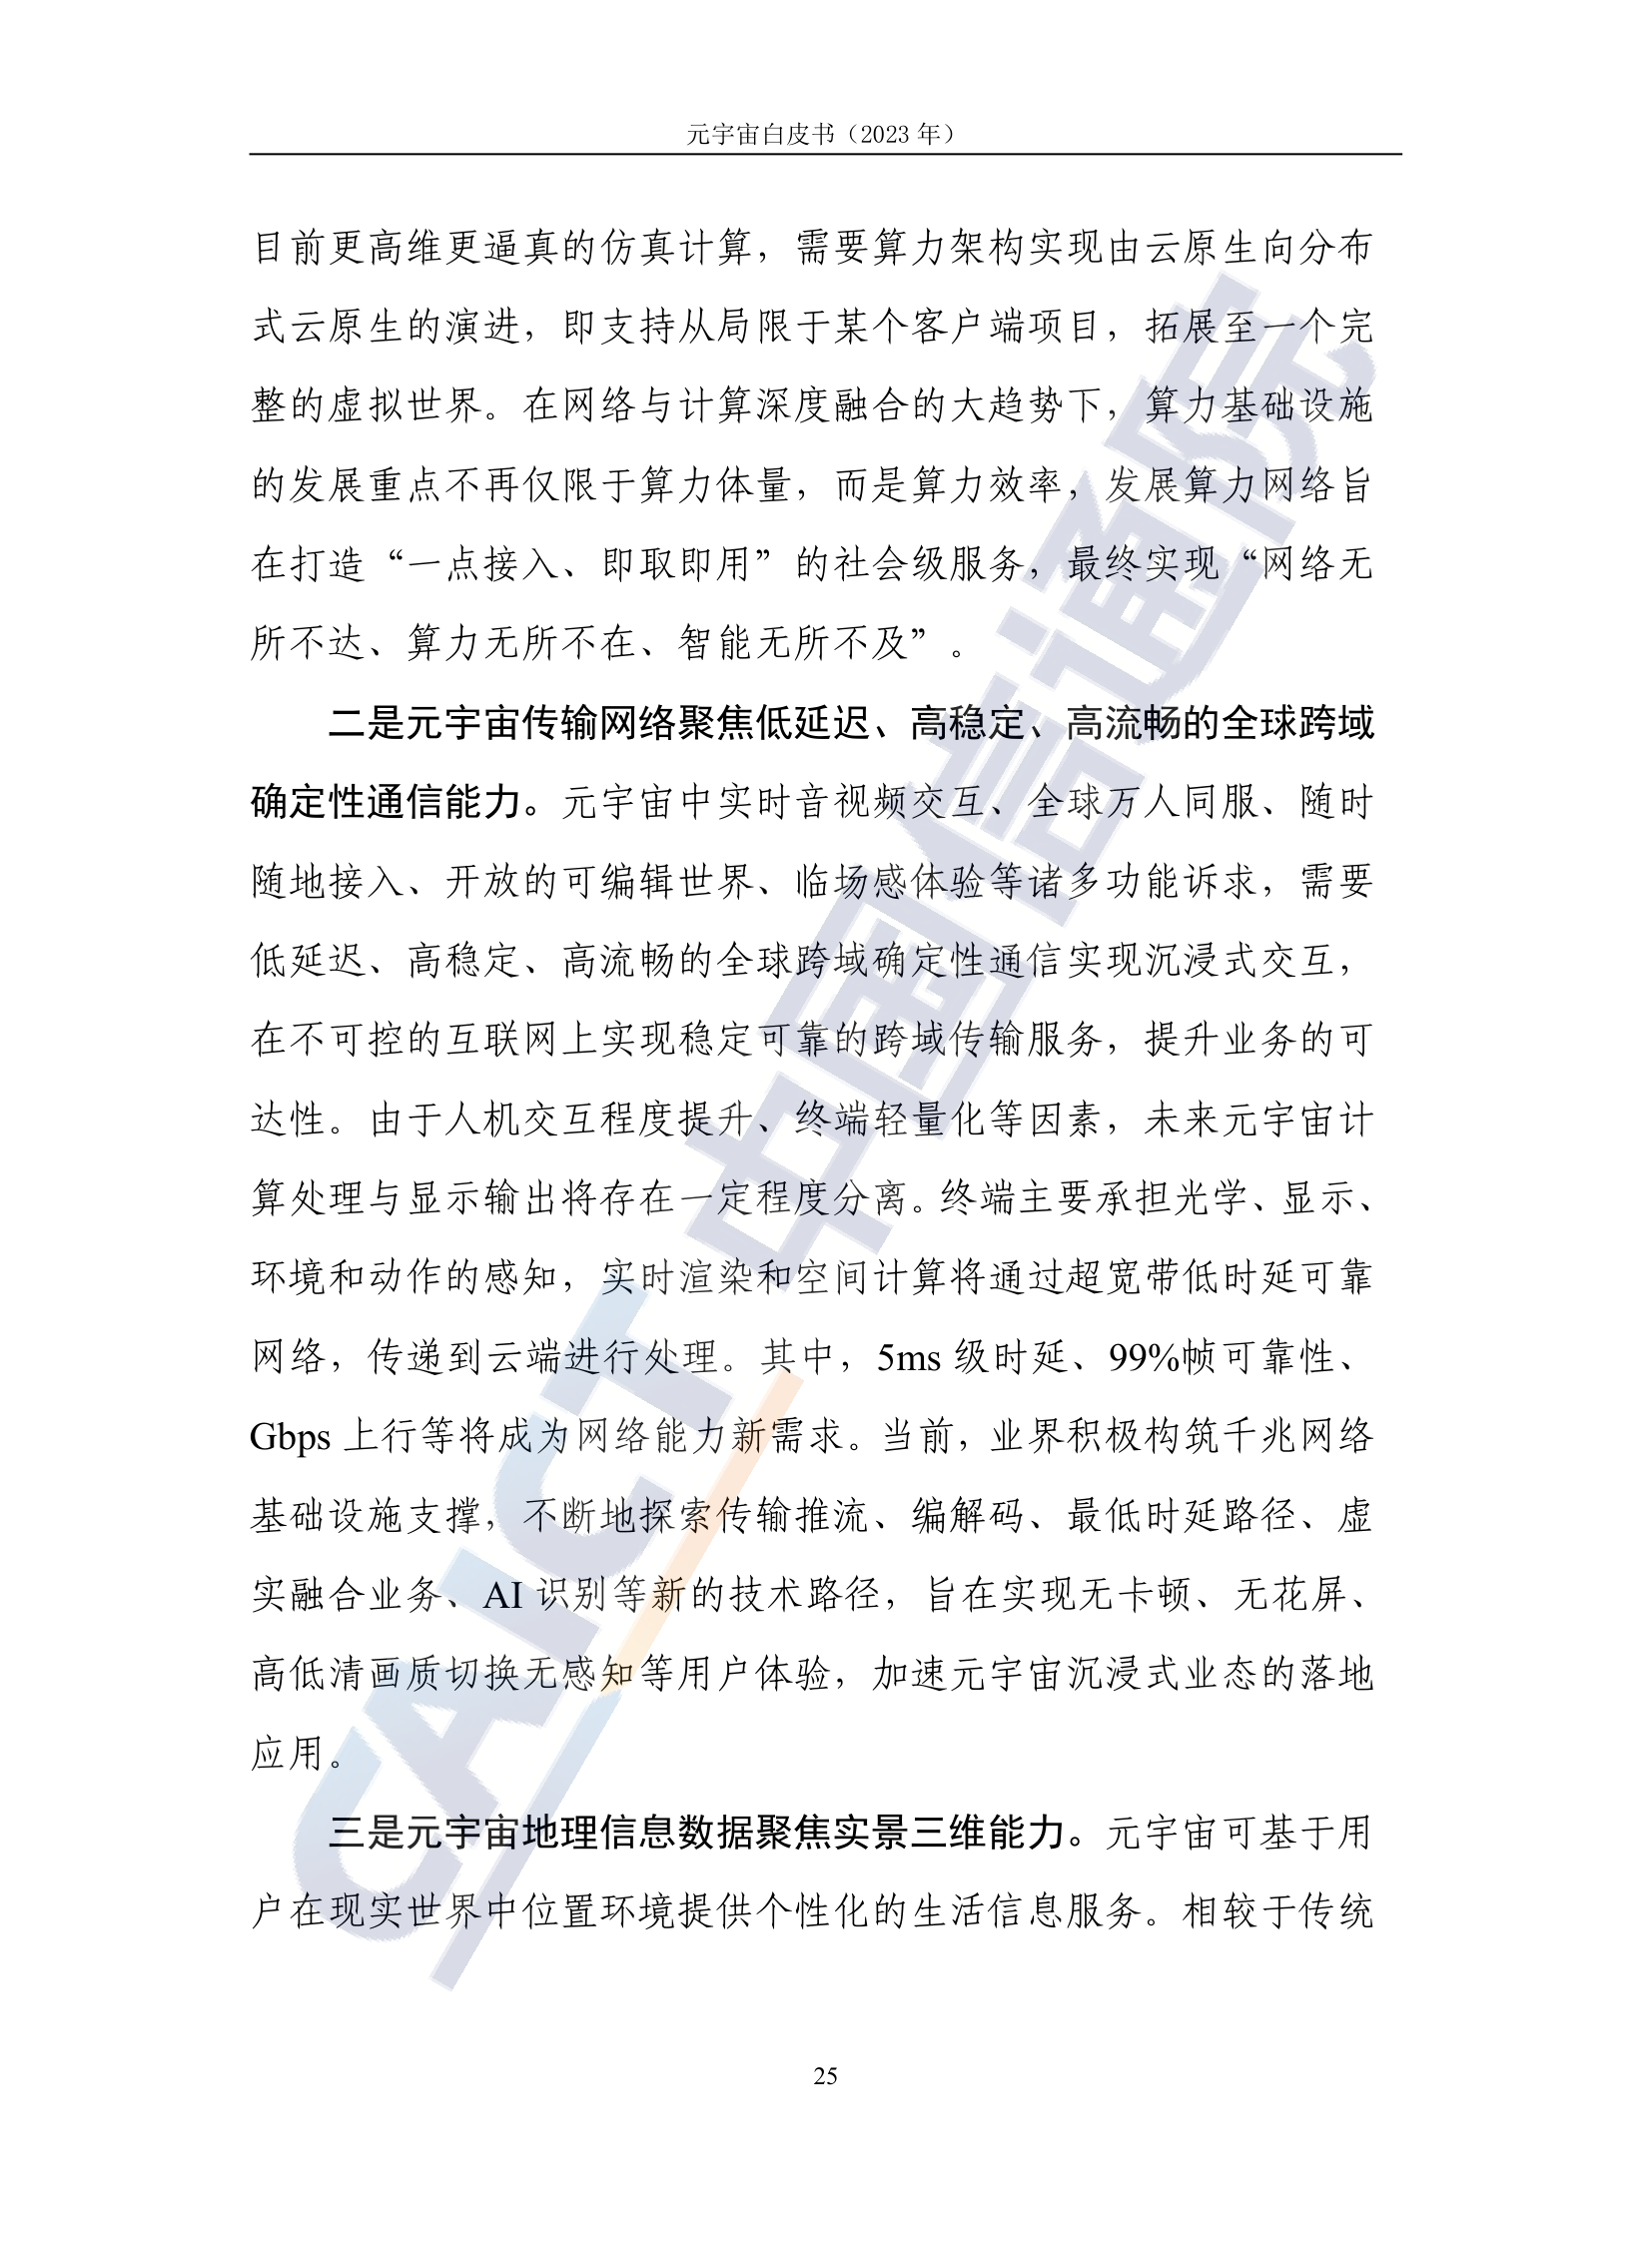 元宇宙白皮书（2023 年）
目前更高维更逼真的仿真计算，需要算力架构实现由云原生向分布
式云原生的演进，即支持从局限于某个客户端项目，拓展至一个完
整的虚拟世界。在网络与计算深度融合的大趋势下，算力基础设施
的发展重点不再仅限于算力体量，而是算力效率，发展算力网络旨
在打造“一点接入、即取即用”的社会级服务，最终实现“网络无
所不达、算力无所不在、智能无所不及”。
二是元宇宙传输网络聚焦低延迟、高稳定、高流畅的全球跨域
确定性通信能力。元宇宙中实时音视频交互、全球万人同服、随时
随地接入、开放的可编辑世界、临场感体验等诸多功能诉求，需要
低延迟、高稳定、高流畅的全球跨域确定性通信实现沉浸式交互，
在不可控的互联网上实现稳定可靠的跨域传输服务，提升业务的可
达性。由于人机交互程度提升、终端轻量化等因素，未来元宇宙计
算处理与显示输出将存在一定程度分离。终端主要承担光学、显示、
环境和动作的感知，实时渲染和空间计算将通过超宽带低时延可靠
网络，传递到云端进行处理。其中，5ms 级时延、99%帧可靠性、
Gbps 上行等将成为网络能力新需求。当前，业界积极构筑千兆网络
基础设施支撑，不断地探索传输推流、编解码、最低时延路径、虚
实融合业务、AI 识别等新的技术路径，旨在实现无卡顿、无花屏、
高低清画质切换无感知等用户体验，加速元宇宙沉浸式业态的落地
应用。
三是元宇宙地理信息数据聚焦实景三维能力。元宇宙可基于用
户在现实世界中位置环境提供个性化的生活信息服务。相较于传统
25
CAICT 中国信通院